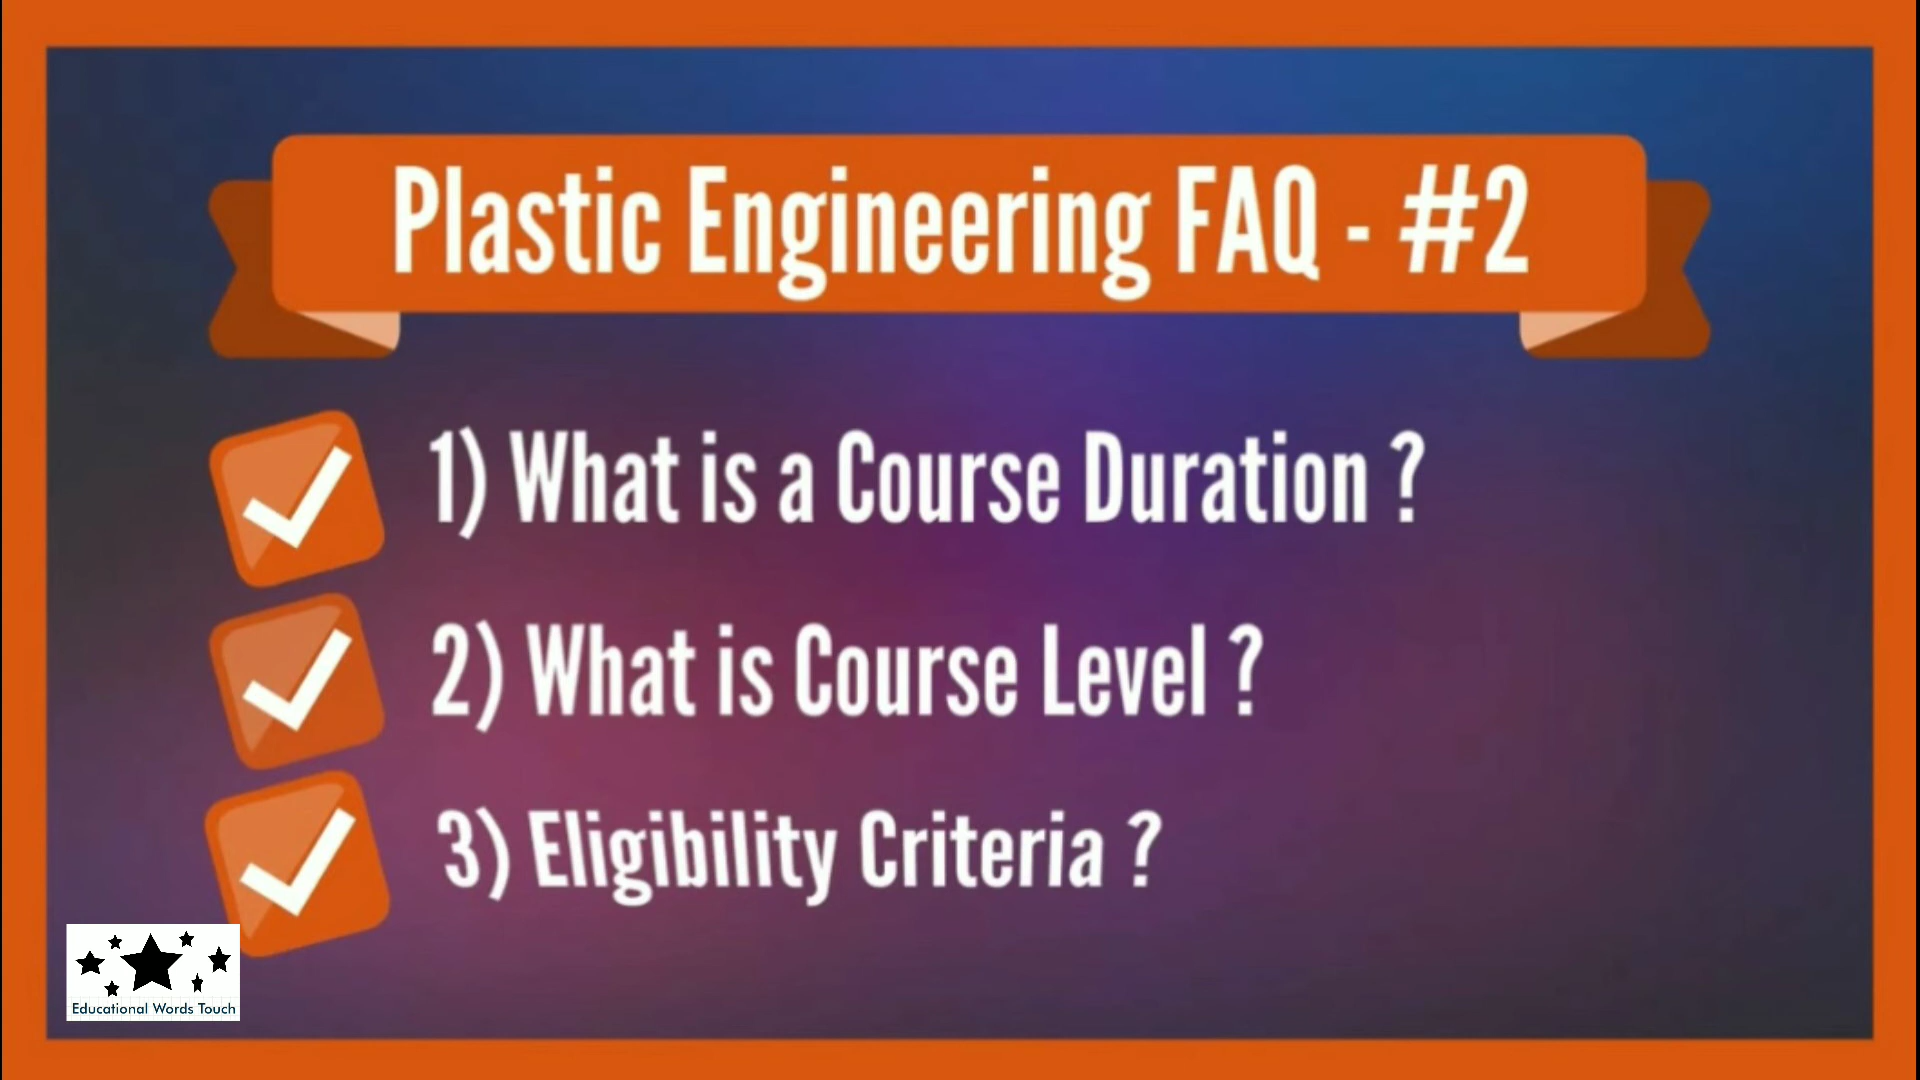 Plastic Engineering FAQ - #2
1) What is a Course Duration ?
2) What is Course Level ?
3) Eligibility Criteria ?
Educational Words Touch